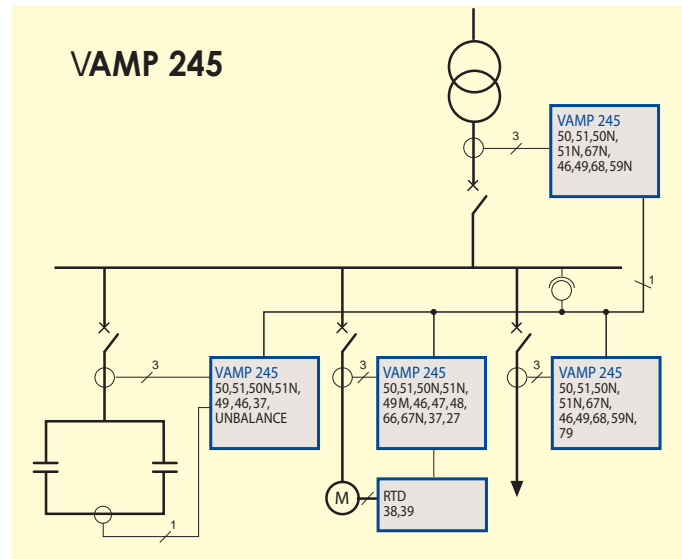 VAMP 245
VAMP 245
50,51,50N,
51N,67N,
46,49,68,59N
3
1
3
VAMP 245
50,51,50N,51N,
49,46,37,
UNBALANCE
3
VAMP 245
50,51,50N,51N,
49M,46,47,48,
66,67N,37,27
3
VAMP 245
50,51,50N,
51N,67N,
46,49,68,59N,
79
M
RTD
38,39
1